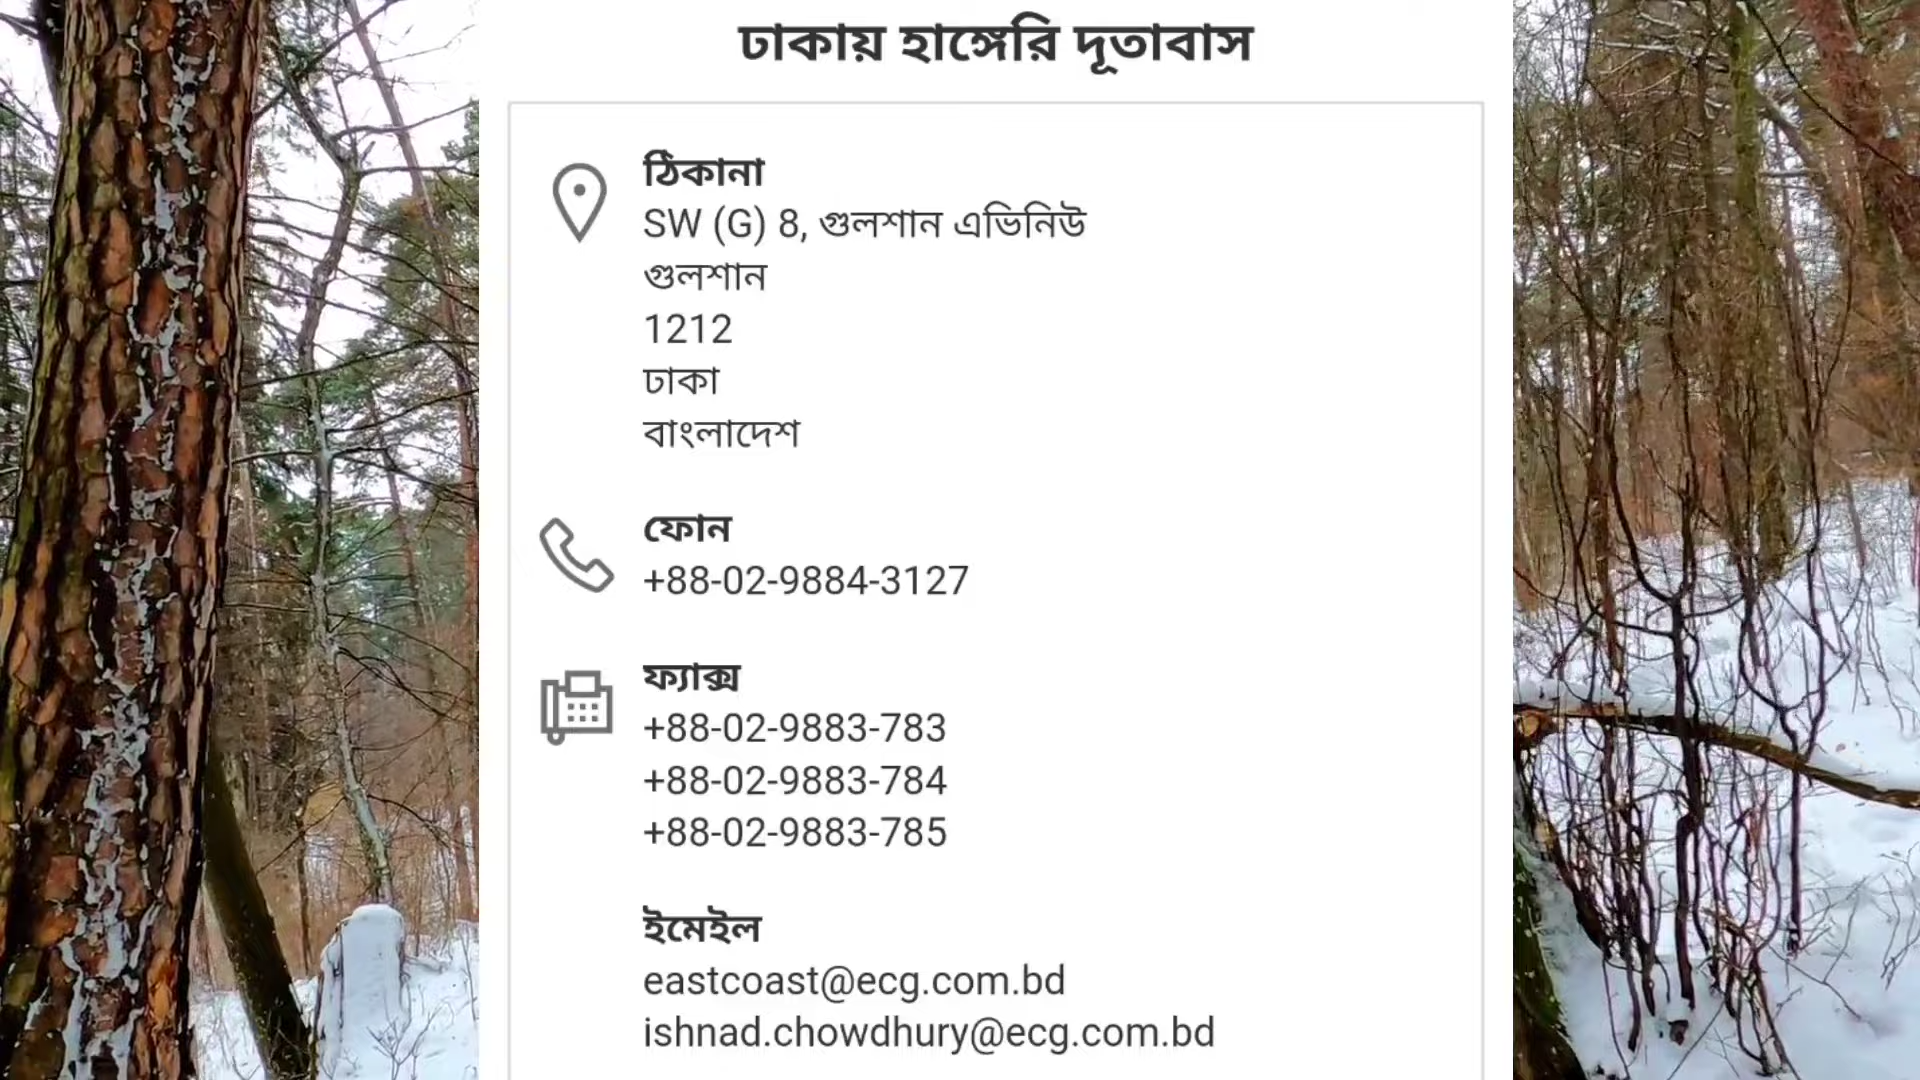 ঢাকায় হাঙ্গেরি দূতাবাস
ঠিকানা
SW (G) 8, গুলশান এভিনিউ
গুলশান
1212
ঢাকা
বাংলাদেশ
ফোন
+88-02-9884-3127
ফ্যাক্স
+88-02-9883-783
+88-02-9883-784
+88-02-9883-785
ইমেইল
eastcoast@ecg.com.bd
ishnad.chowdhury@ecg.com.bd